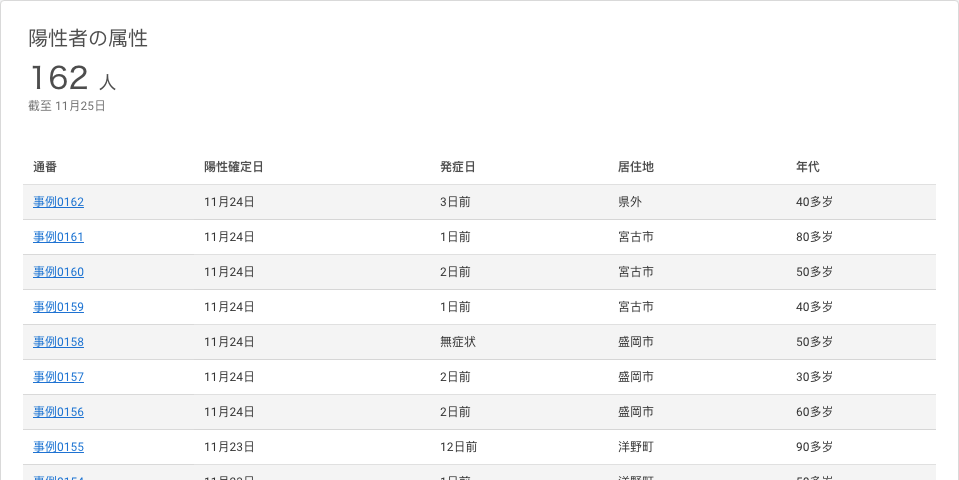 陽性者の属性
162 人
截至 11月25日
通番 陽性確定日 発症日 居住地 年代
事例0162 11月24日 3日前 県外 40多岁
事例0161 11月24日 1日前 宮古市 80多岁
事例0160 11月24日 2日前 宮古市 50多岁
事例0159 11月24日 1日前 宮古市 40多岁
事例0158 11月24日 無症状 盛岡市 50多岁
事例0157 11月24日 2日前 盛岡市 30多岁
事例0156 11月24日 2日前 盛岡市 60多岁
事例0155 11月23日 12日前 洋野町 90多岁